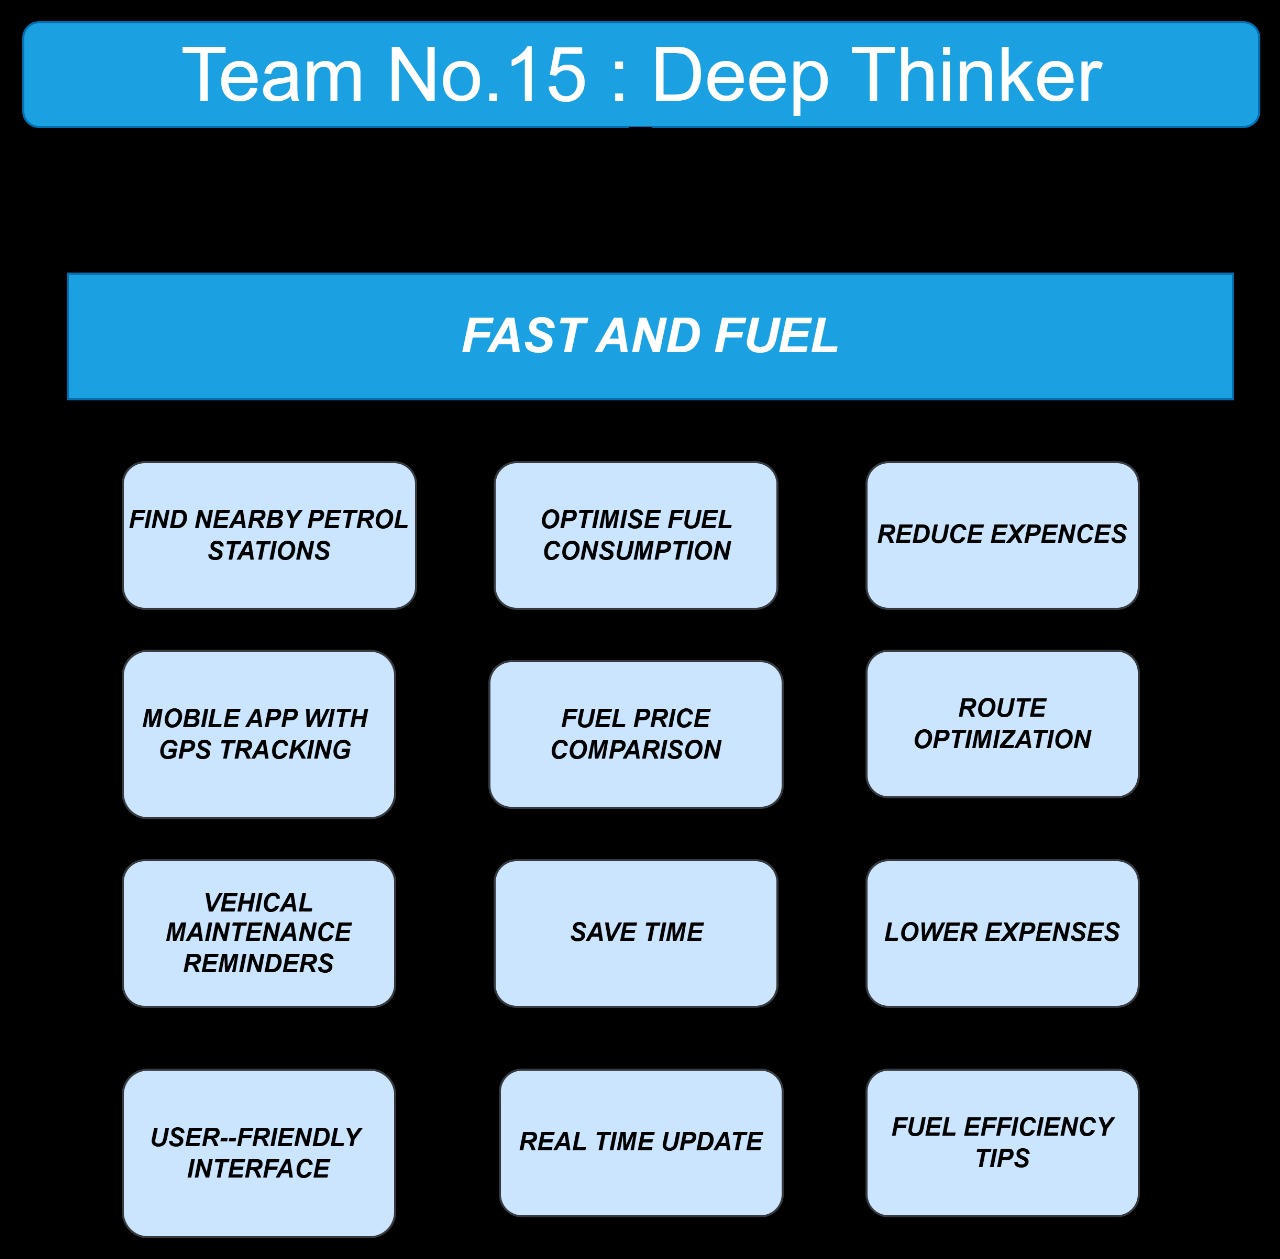 Team No.15 : Deep Thinker
FAST AND FUEL
FIND NEARBY PETROL
STATIONS
OPTIMISE FUEL
CONSUMPTION
REDUCE EXPENCES
MOBILE APP WITH
GPS TRACKING
FUEL PRICE
COMPARISON
ROUTE
OPTIMIZATION
VEHICAL
MAINTENANCE
REMINDERS
SAVE TIME
LOWER EXPENSES
USER--FRIENDLY
INTERFACE
REAL TIME UPDATE
FUEL EFFICIENCY
TIPS